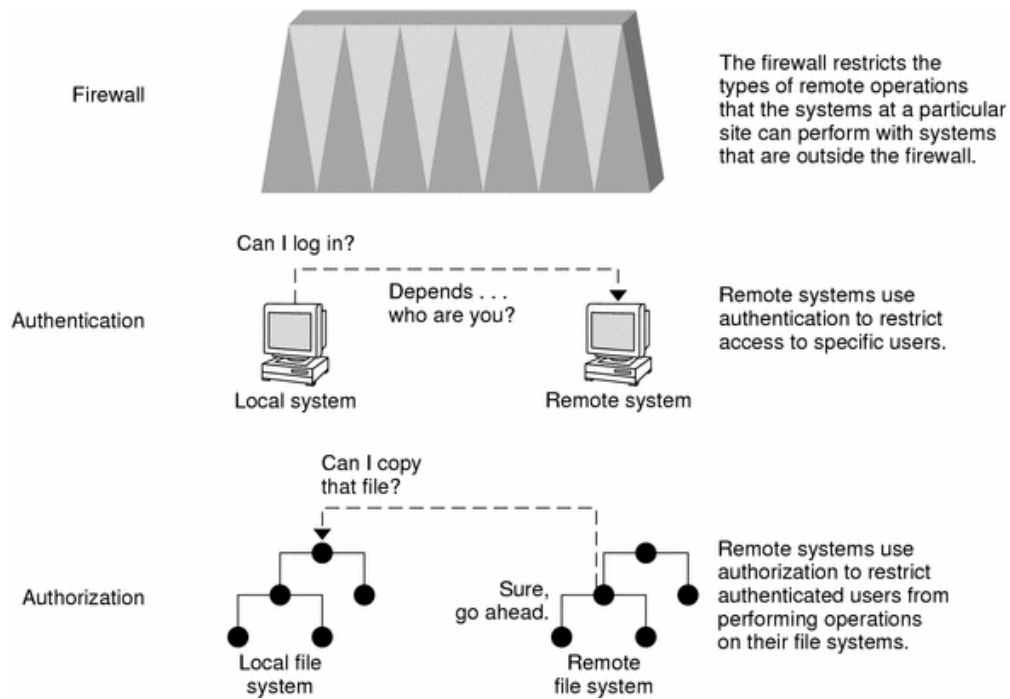 Firewall
The firewall restricts the
types of remote operations
that the systems at a particular
site can perform with systems
that are outside the firewall.
Can I log in?
Depends . . .
who are you?
Authentication
Local system
Remote system
Remote systems use
authentication to restrict
access to specific users.
Can I copy
that file?
Authorization
Sure,
go ahead.
Local file
system
Remote
file system
Remote systems use
authorization to restrict
authenticated users from
performing operations
on their file systems.